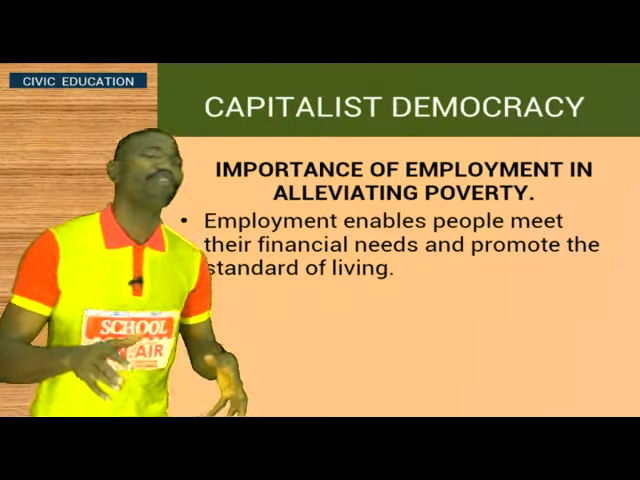 CIVIC EDUCATION
CAPITALIST DEMOCRACY
IMPORTANCE OF EMPLOYMENT IN
ALLEVIATING POVERTY.
• Employment enables people meet
their financial needs and promote the
standard of living.
SCHOOL
AIR